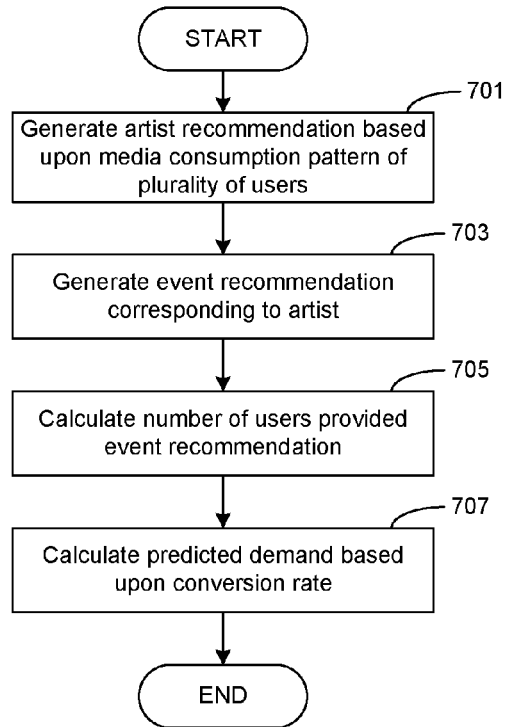 START
701
Generate artist recommendation based
upon media consumption pattern of
plurality of users
703
Generate event recommendation
corresponding to artist
705
Calculate number of users provided
event recommendation
707
Calculate predicted demand based
upon conversion rate
END